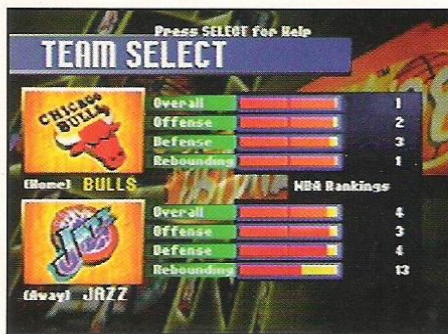 Press SELECT for Help
TEAM SELECT
CHICAGO
BULLS
Overall 1
Offense 2
Defense 3
Rebounding 1
(Home) BULLS
NBA Rankings
JAZZ
Overall 4
Offense 3
Defense 4
Rebounding 13
(Away) JAZZ